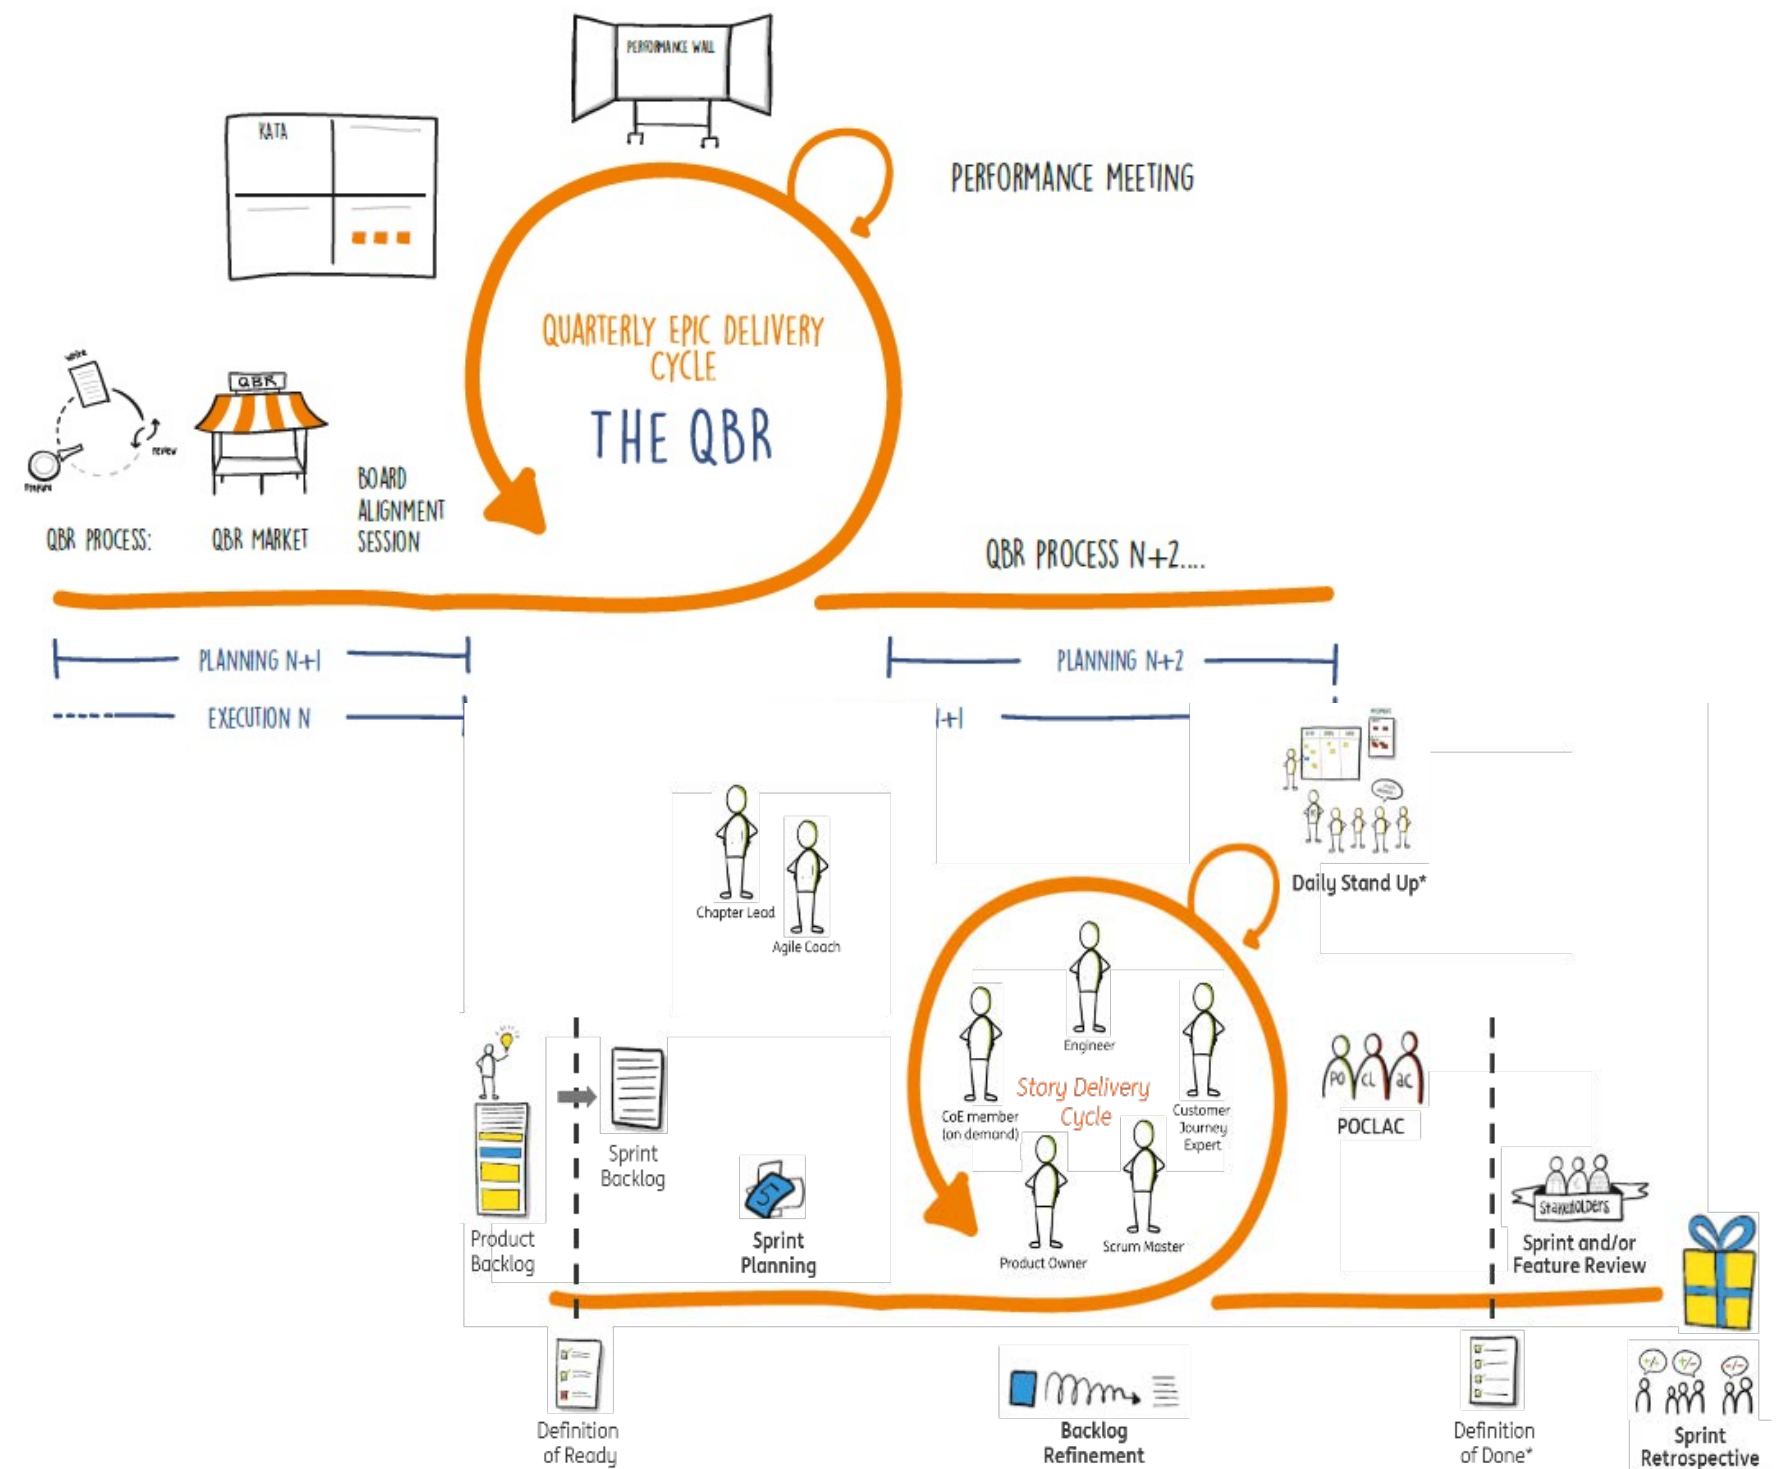 PERFORMANCE WALL
KATA
PERFORMANCE MEETING
QUARTERLY EPIC DELIVERY
CYCLE
THE QBR
write
review
prepare
QBR
QBR PROCESS:
QBR MARKET
BOARD
ALIGNMENT
SESSION
QBR PROCESS N+2....
PLANNING N+1
PLANNING N+2
EXECUTION N
N+1
Chapter Lead
Agile Coach
Daily Stand Up*
Engineer
CoE member
(on demand)
Story Delivery
Cycle
Customer
Journey
Expert
Product Owner
Scrum Master
PO CL AC
POCLAC
Product
Backlog
Sprint
Backlog
Sprint
Planning
STAKEHOLDERS
Sprint and/or
Feature Review
Definition
of Ready
Backlog
Refinement
Definition
of Done*
+/- +/- -/-
Sprint
Retrospective